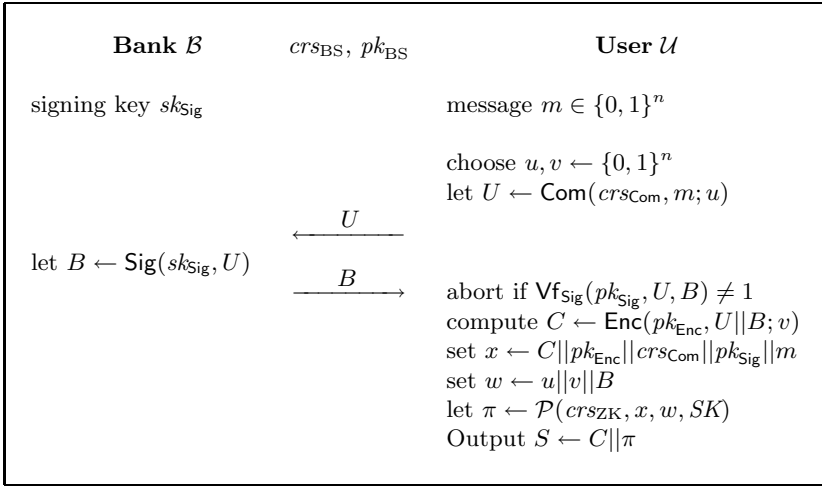 Bank 𝓑 crs_BS, pk_BS User 𝓤
signing key sk_Sig message m ∈ {0, 1}^n
choose u, v ← {0, 1}^n
let U ← Com(crs_Com, m; u)
U
←
let B ← Sig(sk_Sig, U)
B
→
abort if Vf_Sig(pk_Sig, U, B) ≠ 1
compute C ← Enc(pk_Enc, U||B; v)
set x ← C||pk_Enc||crs_Com||pk_Sig||m
set w ← u||v||B
let π ← 𝒫(crs_ZK, x, w, SK)
Output S ← C||π